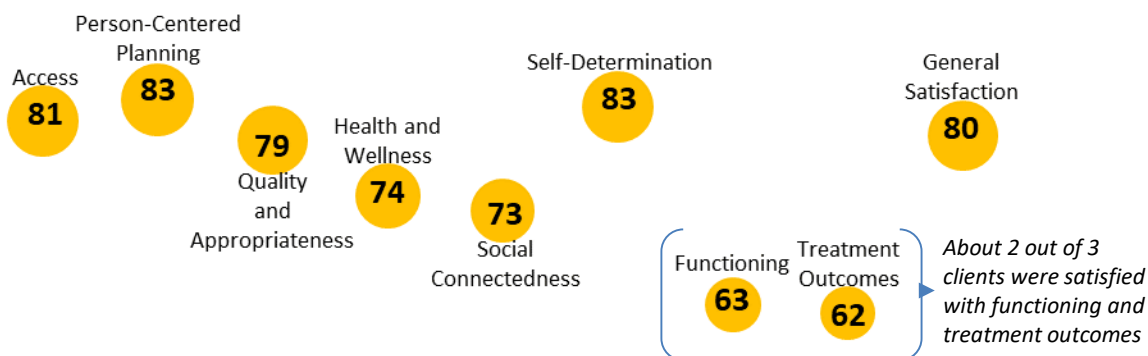 Access
81
Person-Centered
Planning
83
79
Quality
and
Appropriateness
Health and
Wellness
74
73
Social
Connectedness
Self-Determination
83
Functioning
63
Treatment
Outcomes
62
General
Satisfaction
80
About 2 out of 3
clients were satisfied
with functioning and
treatment outcomes